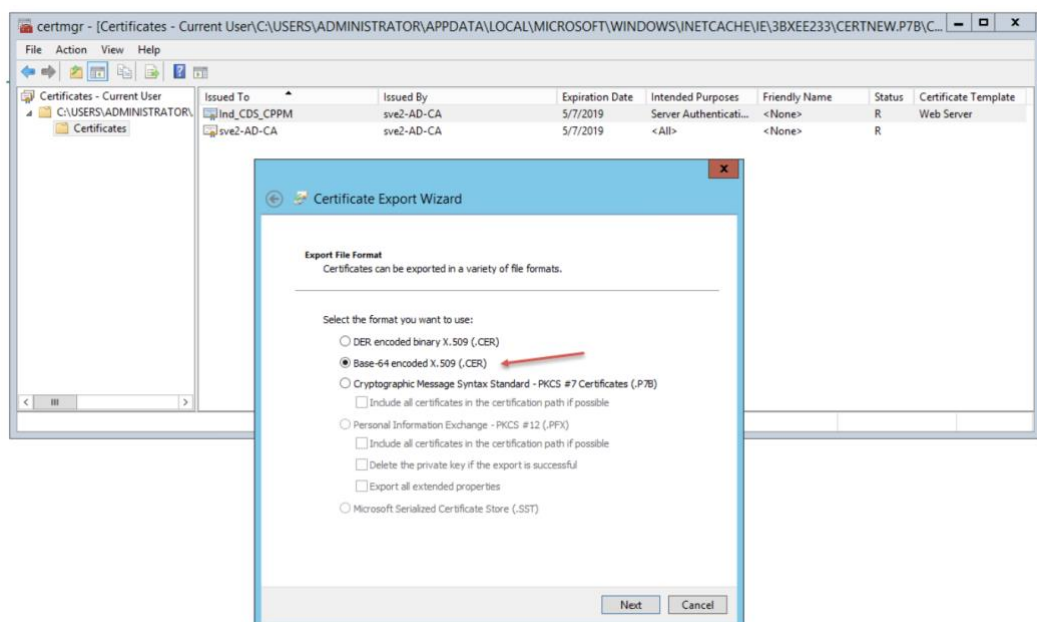 certmgr - [Certificates - Current User\C:\USERS\ADMINISTRATOR\APPDATA\LOCAL\MICROSOFT\WINDOWS\INETCACHE\IE\3BXEE233\CERTNEW.P7B\C...
File Action View Help
Certificates - Current User
C:\USERS\ADMINISTRATOR\
Certificates
Issued To Issued By Expiration Date Intended Purposes Friendly Name Status Certificate Template
Ind_CDS_CPPM sve2-AD-CA 5/7/2019 Server Authenticati... <None> R Web Server
sve2-AD-CA sve2-AD-CA 5/7/2019 <All> <None> R
Certificate Export Wizard
Export File Format
Certificates can be exported in a variety of file formats.
Select the format you want to use:
DER encoded binary X.509 (.CER)
Base-64 encoded X.509 (.CER)
Cryptographic Message Syntax Standard - PKCS #7 Certificates (.P7B)
Include all certificates in the certification path if possible
Personal Information Exchange - PKCS #12 (.PFX)
Include all certificates in the certification path if possible
Delete the private key if the export is successful
Export all extended properties
Microsoft Serialized Certificate Store (.SST)
Next Cancel